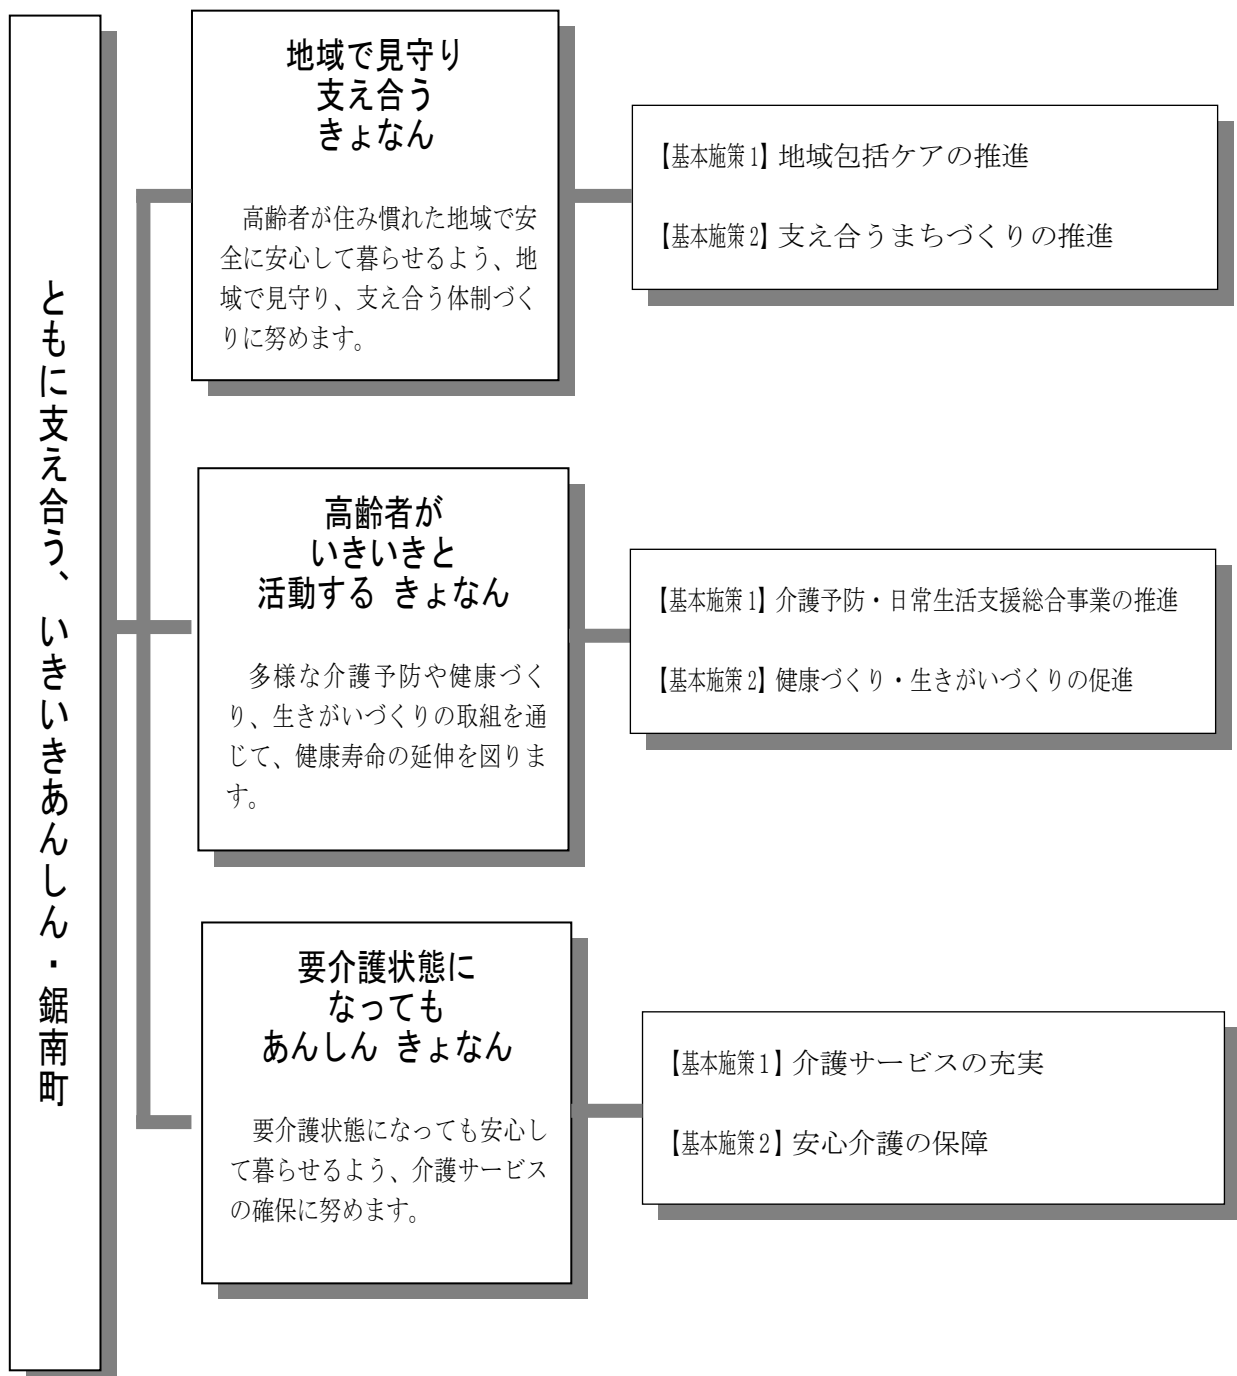 ともに支え合う、いきいきあんしん・鋸南町
地域で見守り
支え合う
きょなん
高齢者が住み慣れた地域で安
全に安心して暮らせるよう、地
域で見守り、支え合う体制づく
りに努めます。
【基本施策1】地域包括ケアの推進
【基本施策2】支え合うまちづくりの推進
高齢者が
いきいきと
活動する きょなん
多様な介護予防や健康づく
り、生きがいづくりの取組を通
じて、健康寿命の延伸を図りま
す。
【基本施策1】介護予防・日常生活支援総合事業の推進
【基本施策2】健康づくり・生きがいづくりの促進
要介護状態に
なっても
あんしん きょなん
要介護状態になっても安心し
て暮らせるよう、介護サービス
の確保に努めます。
【基本施策1】介護サービスの充実
【基本施策2】安心介護の保障